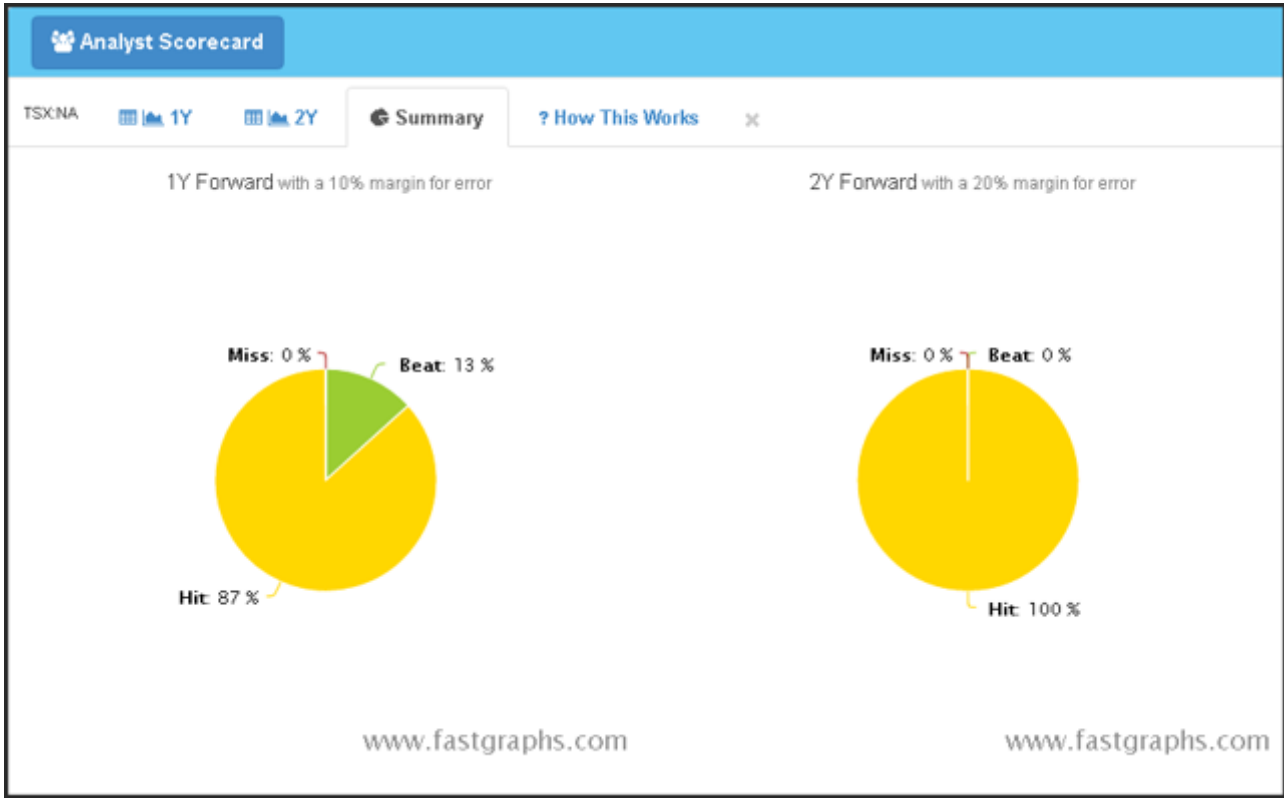 Analyst Scorecard
TSX:NA 1Y 2Y Summary ? How This Works ×
1Y Forward with a 10% margin for error
2Y Forward with a 20% margin for error
Miss: 0 %
Beat: 13 %
Hit: 87 %
Miss: 0 %
Beat: 0 %
Hit: 100 %
www.fastgraphs.com
www.fastgraphs.com